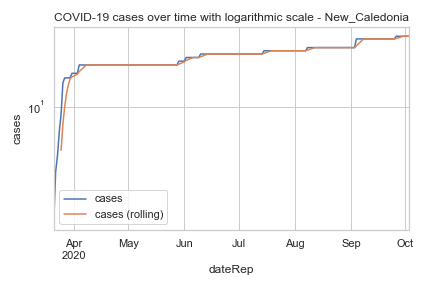 COVID-19 cases over time with logarithmic scale - New_Caledonia
cases
10¹
cases
cases (rolling)
Apr May Jun Jul Aug Sep Oct
2020
dateRep